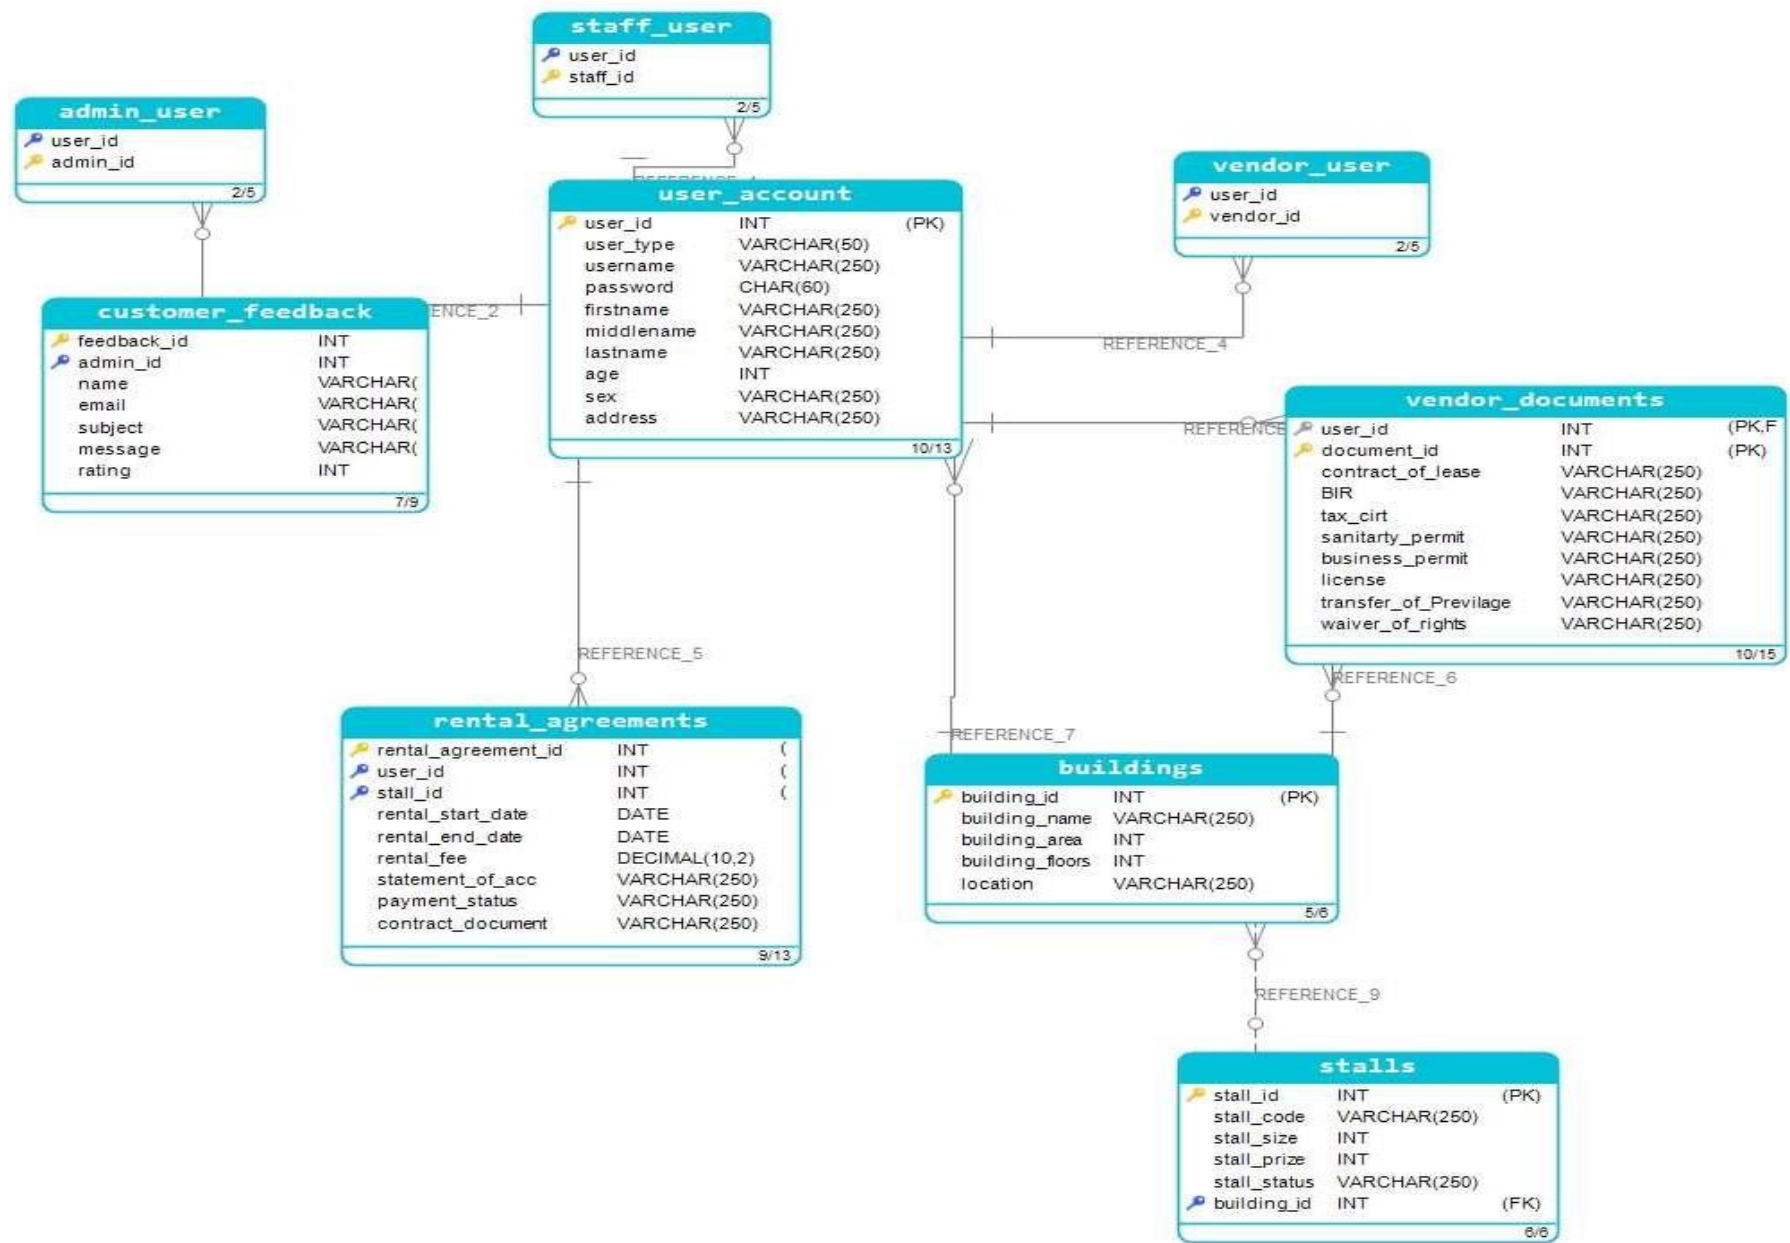 staff_user
user_id
staff_id
2/5
admin_user
user_id
admin_id
2/5
vendor_user
user_id
vendor_id
2/5
user_account
user_id INT (PK)
user_type VARCHAR(50)
username VARCHAR(250)
password CHAR(60)
firstname VARCHAR(250)
middlename VARCHAR(250)
lastname VARCHAR(250)
age INT
sex VARCHAR(250)
address VARCHAR(250)
10/13
ENCE_2
REFERENCE_4
customer_feedback
feedback_id INT
admin_id INT
name VARCHAR(
email VARCHAR(
subject VARCHAR(
message VARCHAR(
rating INT
7/9
REFERENCE
vendor_documents
user_id INT (PK,F
document_id INT (PK)
contract_of_lease VARCHAR(250)
BIR VARCHAR(250)
tax_cirt VARCHAR(250)
sanitarty_permit VARCHAR(250)
business_permit VARCHAR(250)
license VARCHAR(250)
transfer_of_Previlage VARCHAR(250)
waiver_of_rights VARCHAR(250)
10/15
REFERENCE_5
REFERENCE_6
REFERENCE_7
rental_agreements
rental_agreement_id INT (
user_id INT (
stall_id INT (
rental_start_date DATE
rental_end_date DATE
rental_fee DECIMAL(10,2)
statement_of_acc VARCHAR(250)
payment_status VARCHAR(250)
contract_document VARCHAR(250)
9/13
buildings
building_id INT (PK)
building_name VARCHAR(250)
building_area INT
building_floors INT
location VARCHAR(250)
5/6
REFERENCE_9
stalls
stall_id INT (PK)
stall_code VARCHAR(250)
stall_size INT
stall_prize INT
stall_status VARCHAR(250)
building_id INT (FK)
6/6